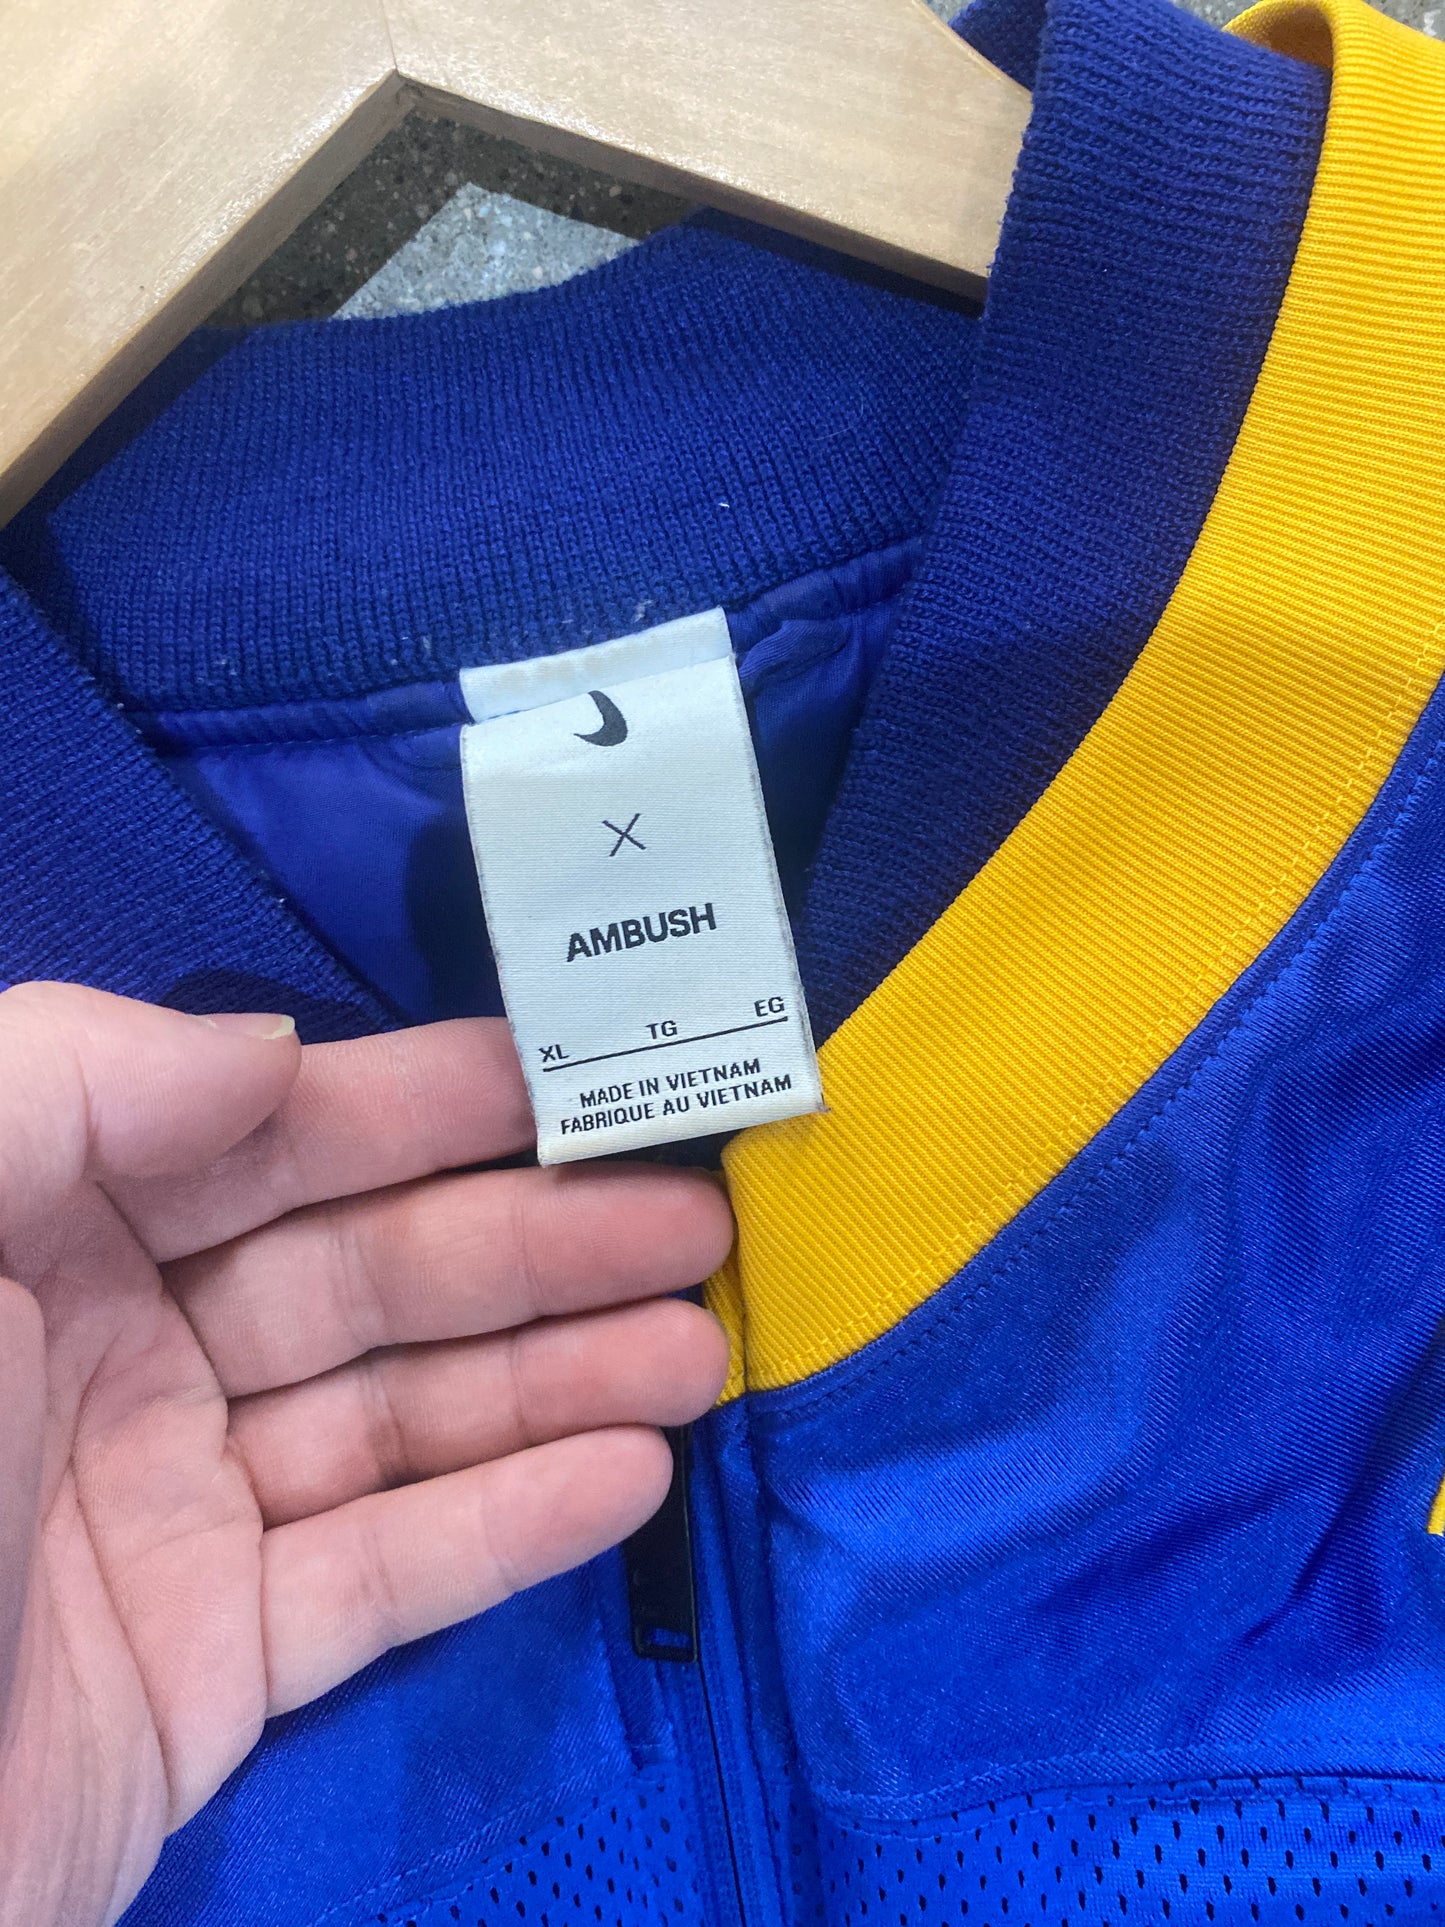 X
AMBUSH
XL TG EG
MADE IN VIETNAM
FABRIQUE AU VIETNAM